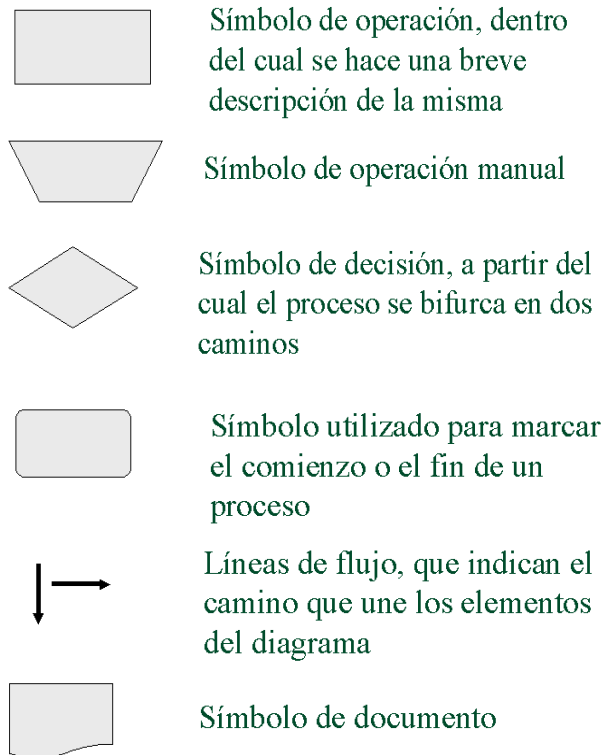 Símbolo de operación, dentro
del cual se hace una breve
descripción de la misma
Símbolo de operación manual
Símbolo de decisión, a partir del
cual el proceso se bifurca en dos
caminos
Símbolo utilizado para marcar
el comienzo o el fin de un
proceso
Líneas de flujo, que indican el
camino que une los elementos
del diagrama
Símbolo de documento